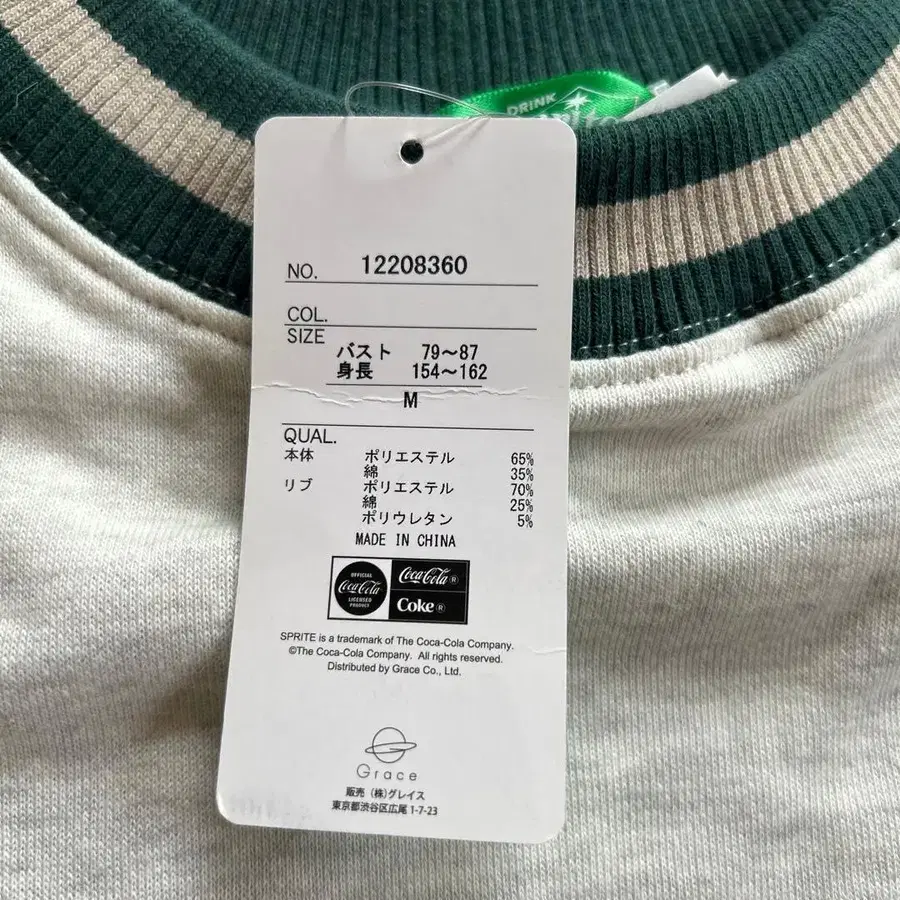 DRINK
Sprite
NO. 12208360
COL.
SIZE
バスト 79～87
身長 154～162
M
QUAL.
本体 ポリエステル 65%
綿 35%
リブ ポリエステル 70%
綿 25%
ポリウレタン 5%
MADE IN CHINA
OFFICIAL
Coca-Cola
LICENSED
PRODUCT
Coca-Cola®
Coke®
SPRITE is a trademark of The Coca-Cola Company.
©The Coca-Cola Company. All rights reserved.
Distributed by Grace Co., Ltd.
Grace
販売 (株)グレイス
東京都渋谷区広尾 1-7-23